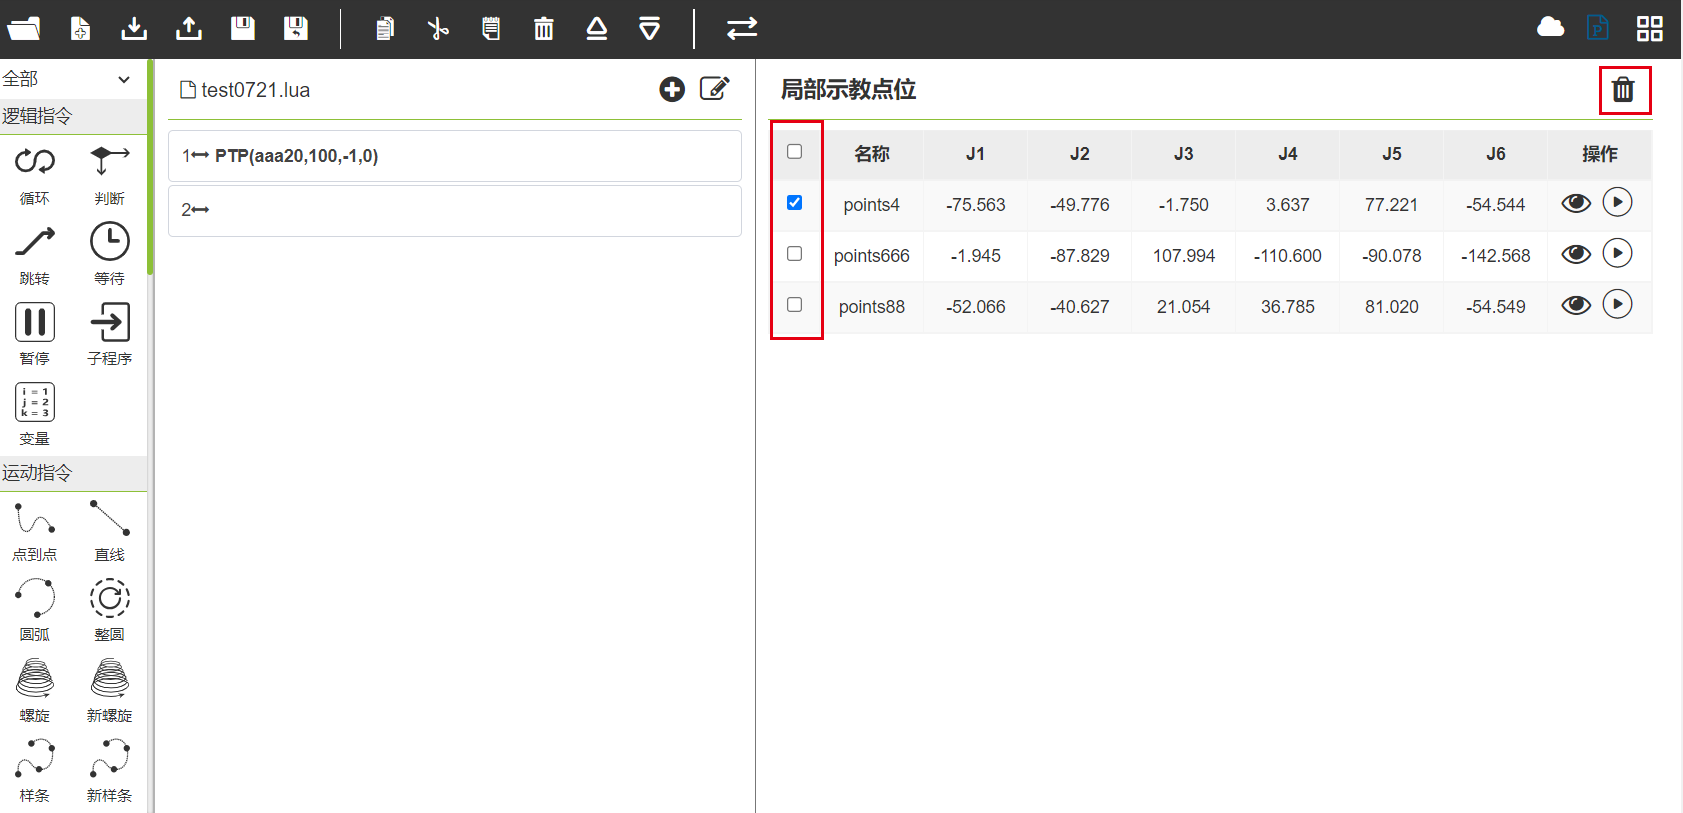 全部
逻辑指令
循环 判断
跳转 等待
暂停 子程序
i = 1
j = 2
k = 3
变量
运动指令
点到点 直线
圆弧 整圆
螺旋 新螺旋
样条 新样条
test0721.lua
1 PTP(aaa20,100,-1,0)
2
P
局部示教点位
名称 J1 J2 J3 J4 J5 J6 操作
points4 -75.563 -49.776 -1.750 3.637 77.221 -54.544
points666 -1.945 -87.829 107.994 -110.600 -90.078 -142.568
points88 -52.066 -40.627 21.054 36.785 81.020 -54.549